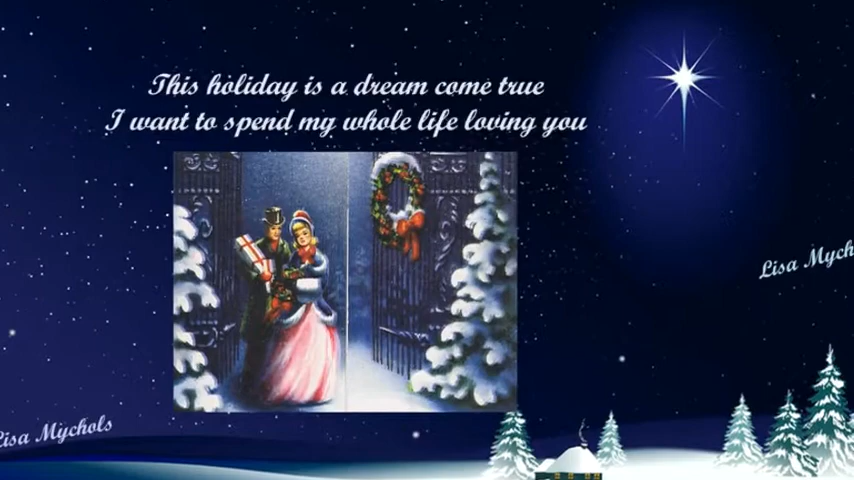 This holiday is a dream come true
I want to spend my whole life loving you
Lisa Mych
Lisa Mychols